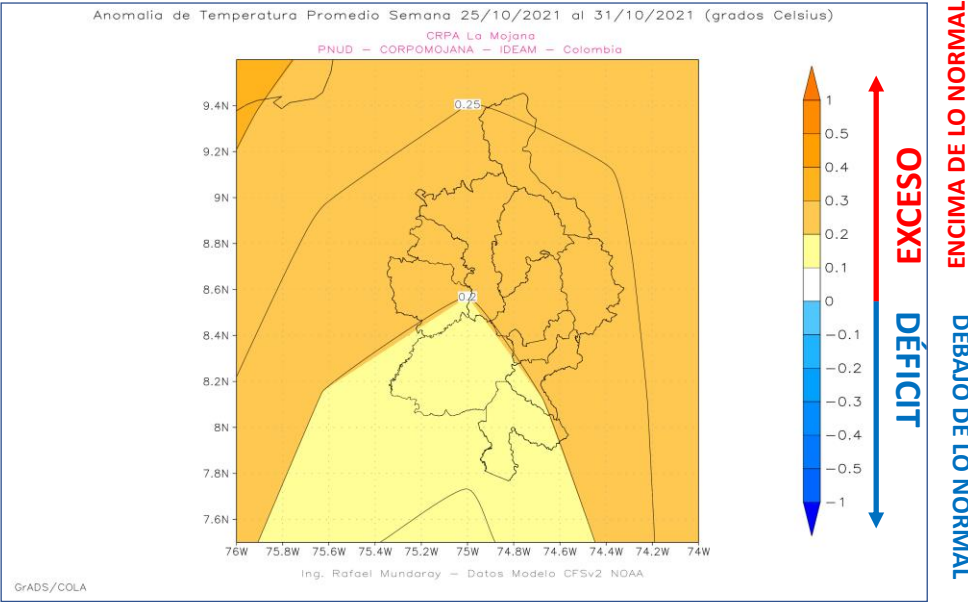 Anomalia de Temperatura Promedio Semana 25/10/2021 al 31/10/2021 (grados Celsius)
CRPA La Mojana
PNUD – CORPOMOJANA – IDEAM – Colombia
9.4N
9.2N
9N
8.8N
8.6N
8.4N
8.2N
8N
7.8N
7.6N
0.25
0.2
76W 75.8W 75.6W 75.4W 75.2W 75W 74.8W 74.6W 74.4W 74.2W 74W
Ing. Rafael Mundaray – Datos Modelo CFSv2 NOAA
GrADS/COLA
1
0.5
0.4
0.3
0.2
0.1
0
−0.1
−0.2
−0.3
−0.4
−0.5
−1
EXCESO
DÉFICIT
ENCIMA DE LO NORMAL
DEBAJO DE LO NORMAL